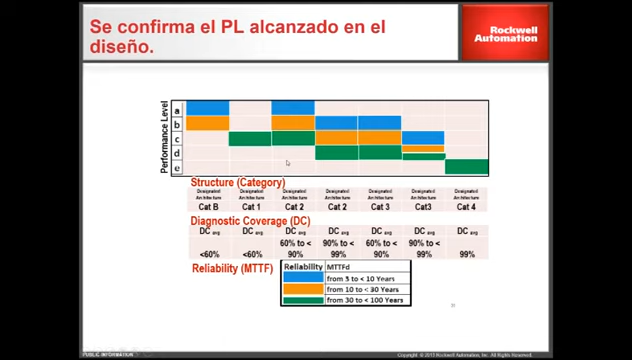 Se confirma el PL alcanzado en el
diseño.
Rockwell
Automation
Performance Level
a
b
c
d
e
Structure (Category)
Designated Designated Designated Designated Designated Designated Designated
Architecture Architecture Architecture Architecture Architecture Architecture Architecture
Cat B Cat 1 Cat 2 Cat 2 Cat 3 Cat3 Cat 4
Diagnostic Coverage (DC)
DC avg DC avg DC avg DC avg DC avg DC avg DC avg
60% to < 90% to < 60% to < 90% to <
<60% <60% 90% 99% 90% 99% 99%
Reliability (MTTF)
Reliability MTTFd
from 3 to < 10 Years
from 10 to < 30 Years
from 30 to < 100 Years
PUBLIC INFORMATION
Copyright © 2013 Rockwell Automation, Inc. All Rights Reserved.